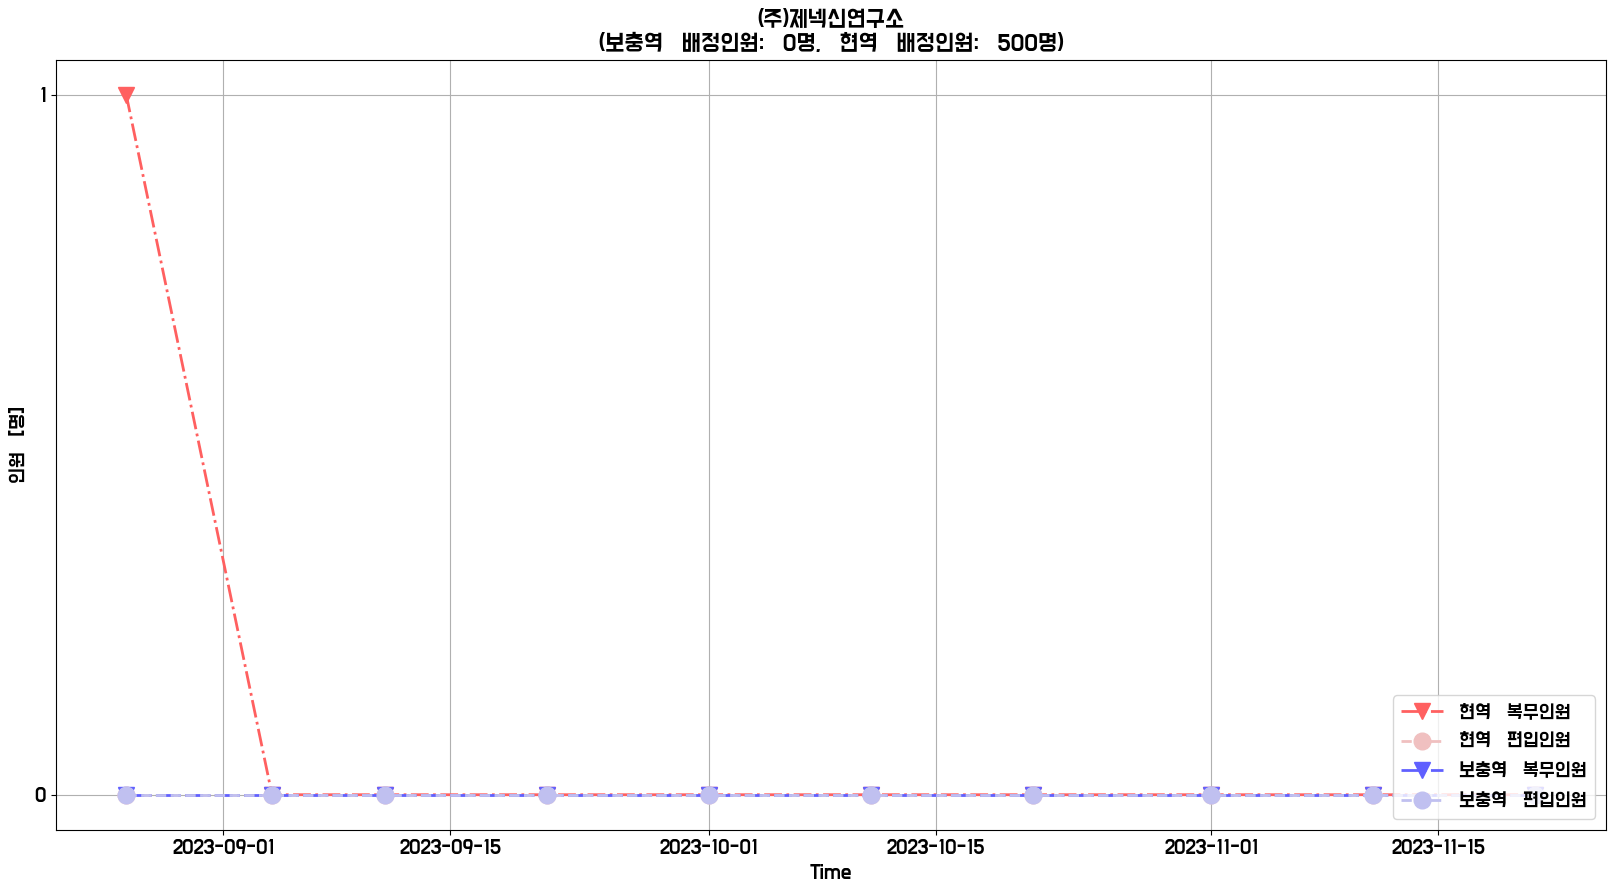 (주)제넥신연구소
(보충역 배정인원: 0명, 현역 배정인원: 500명)
1
0
인원 [명]
현역 복무인원
현역 편입인원
보충역 복무인원
보충역 편입인원
2023-09-01
2023-09-15
2023-10-01
2023-10-15
2023-11-01
2023-11-15
Time